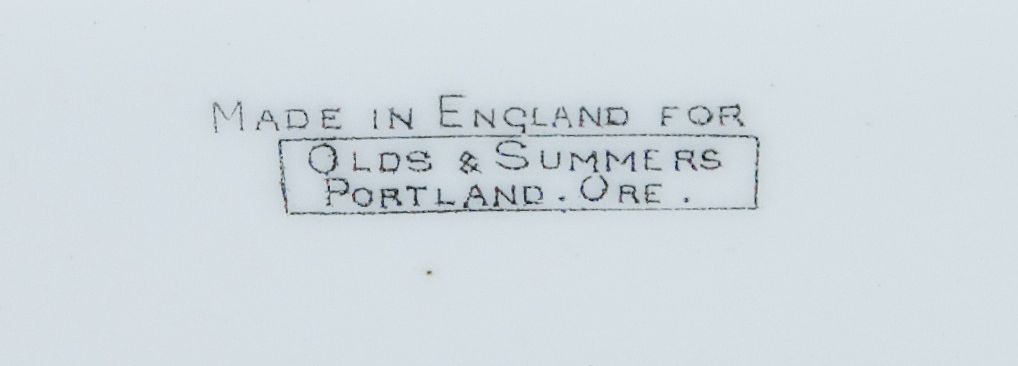 MADE IN ENGLAND FOR
OLDS & SUMMERS
PORTLAND. ORE.